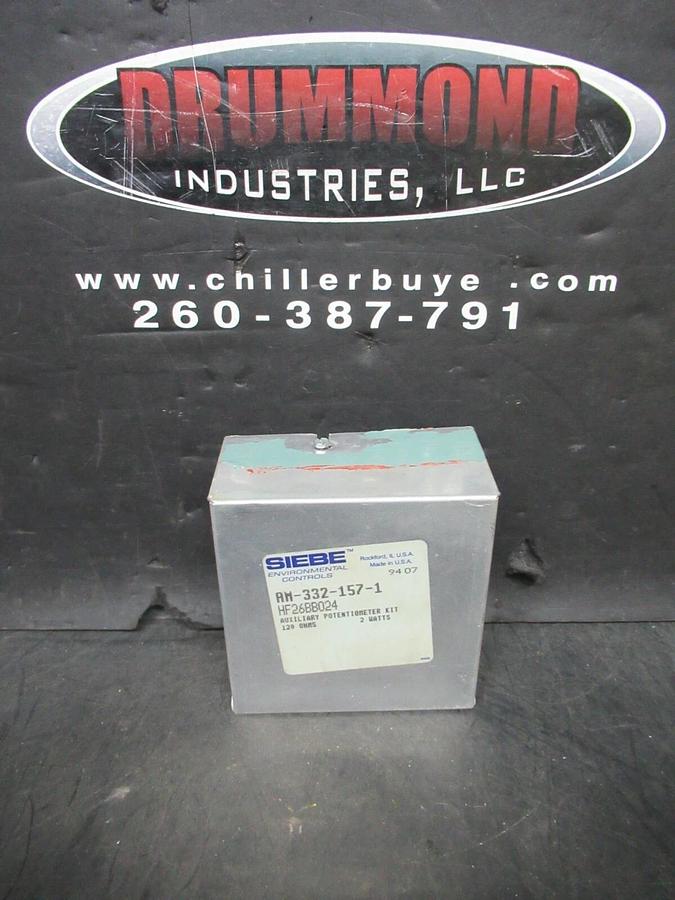 DRUMMOND
INDUSTRIES, LLC
www.chillerbuye .com
260-387-791
SIEBE™
ENVIRONMENTAL
CONTROLS
Rockford, IL U.S.A.
Made in U.S.A.
94 07
AM-332-157-1
HF26BB024
AUXILIARY POTENTIOMETER KIT
120 OHMS 2 WATTS